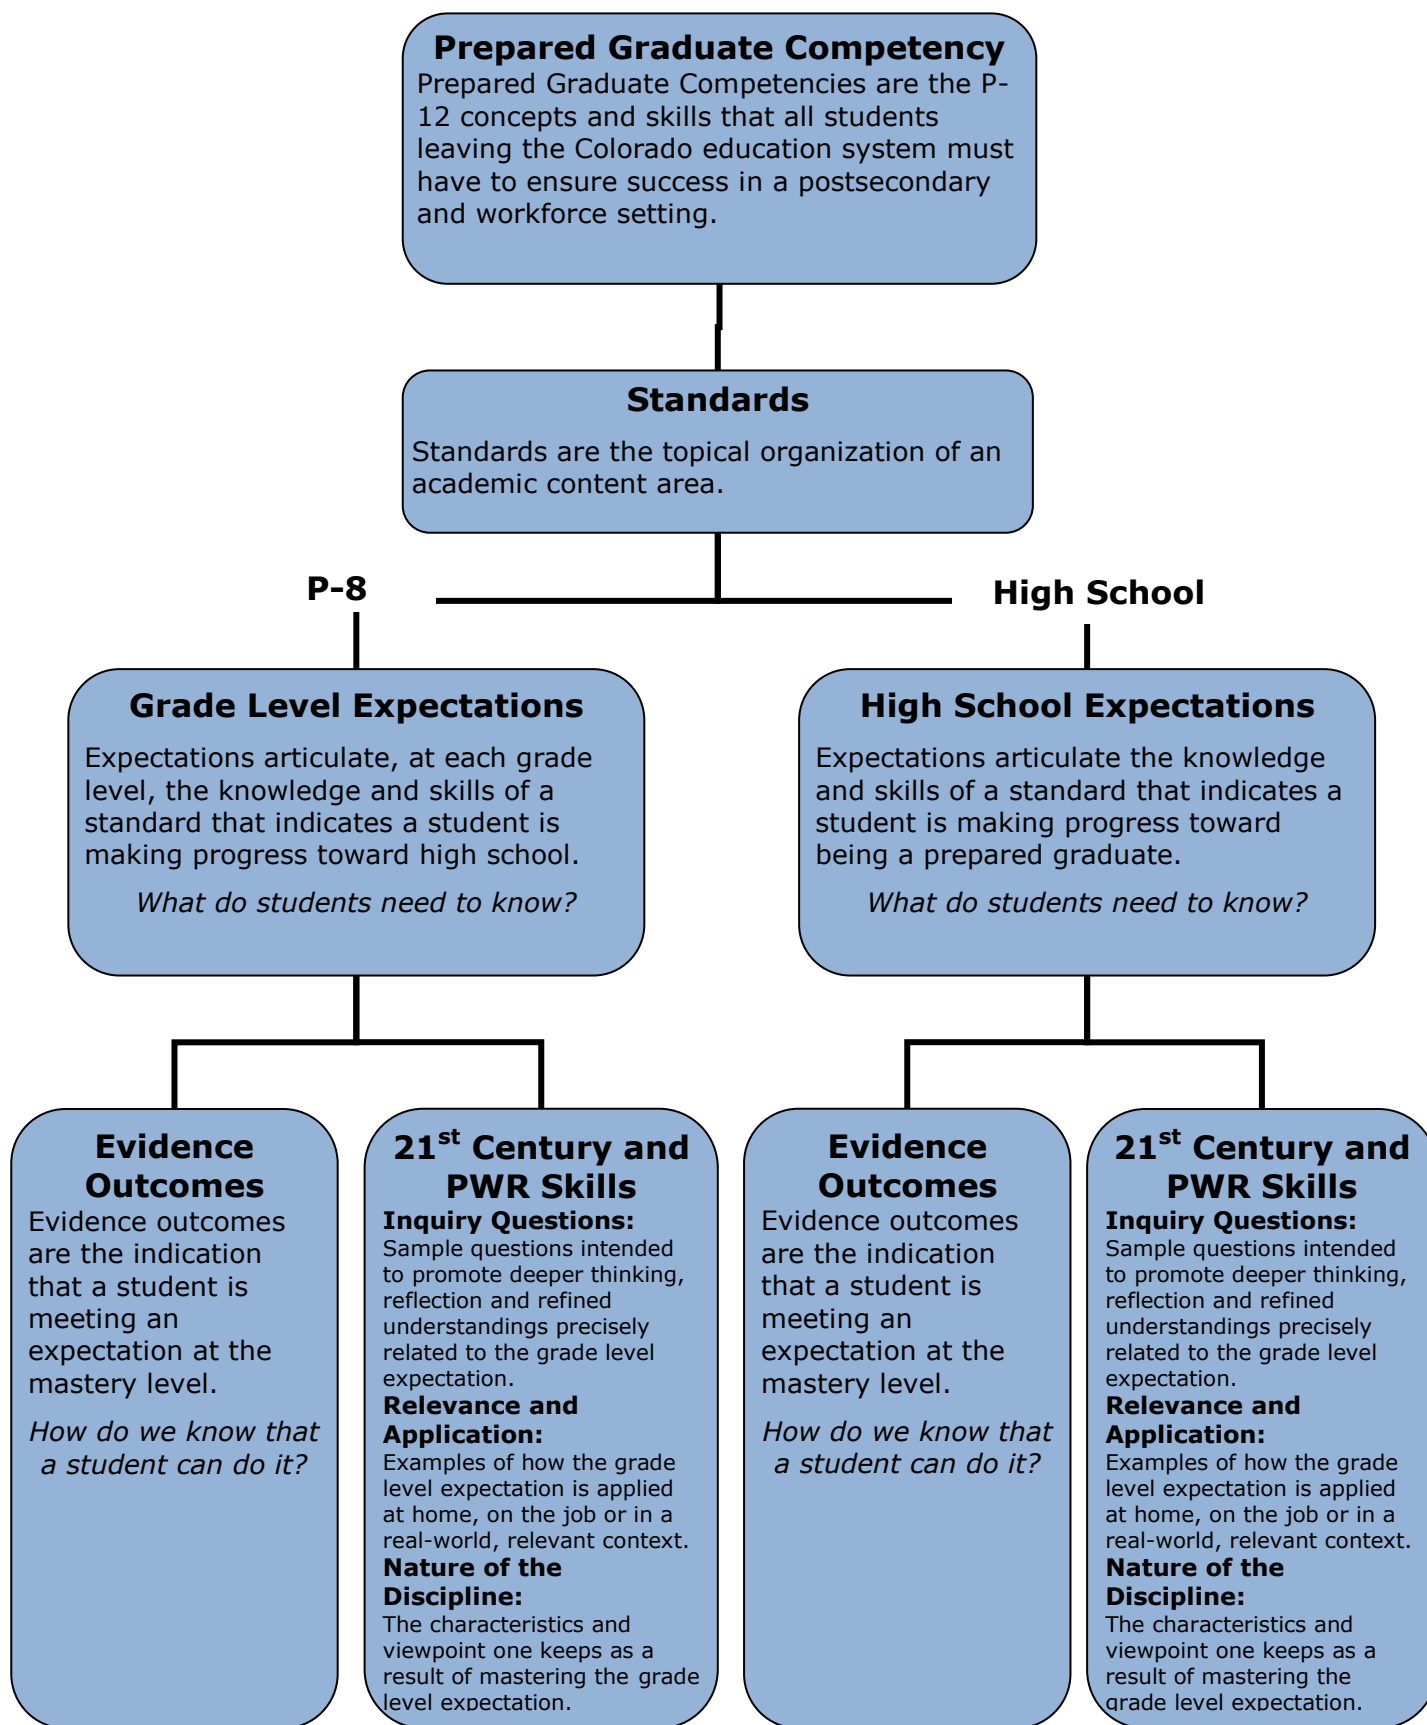 Prepared Graduate Competency
Prepared Graduate Competencies are the P-
12 concepts and skills that all students
leaving the Colorado education system must
have to ensure success in a postsecondary
and workforce setting.
Standards
Standards are the topical organization of an
academic content area.
P-8
High School
Grade Level Expectations
Expectations articulate, at each grade
level, the knowledge and skills of a
standard that indicates a student is
making progress toward high school.
What do students need to know?
High School Expectations
Expectations articulate the knowledge
and skills of a standard that indicates a
student is making progress toward
being a prepared graduate.
What do students need to know?
Evidence
Outcomes
Evidence outcomes
are the indication
that a student is
meeting an
expectation at the
mastery level.
How do we know that
a student can do it?
21st Century and
PWR Skills
Inquiry Questions:
Sample questions intended
to promote deeper thinking,
reflection and refined
understandings precisely
related to the grade level
expectation.
Relevance and
Application:
Examples of how the grade
level expectation is applied
at home, on the job or in a
real-world, relevant context.
Nature of the
Discipline:
The characteristics and
viewpoint one keeps as a
result of mastering the grade
level expectation.
Evidence
Outcomes
Evidence outcomes
are the indication
that a student is
meeting an
expectation at the
mastery level.
How do we know that
a student can do it?
21st Century and
PWR Skills
Inquiry Questions:
Sample questions intended
to promote deeper thinking,
reflection and refined
understandings precisely
related to the grade level
expectation.
Relevance and
Application:
Examples of how the grade
level expectation is applied
at home, on the job or in a
real-world, relevant context.
Nature of the
Discipline:
The characteristics and
viewpoint one keeps as a
result of mastering the
grade level expectation.